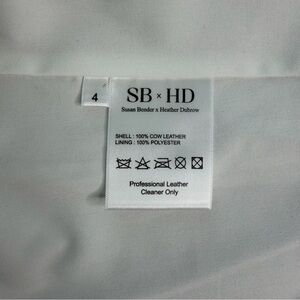 4
SB × HD
Susan Bender x Heather Dubrow
SHELL : 100% COW LEATHER
LINING : 100% POLYESTER
Professional Leather
Cleaner Only